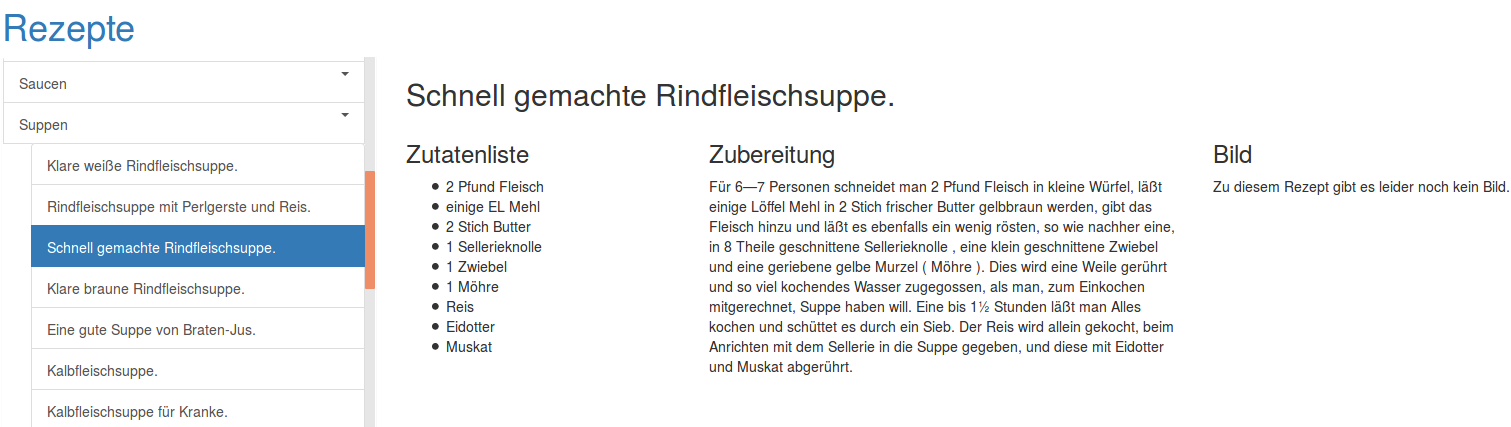 Rezepte
Saucen
Suppen
Klare weiße Rindfleischsuppe.
Rindfleischsuppe mit Perlgerste und Reis.
Schnell gemachte Rindfleischsuppe.
Klare braune Rindfleischsuppe.
Eine gute Suppe von Braten-Jus.
Kalbfleischsuppe.
Kalbfleischsuppe für Kranke.
Schnell gemachte Rindfleischsuppe.
Zutatenliste
2 Pfund Fleisch
einige EL Mehl
2 Stich Butter
1 Sellerieknolle
1 Zwiebel
1 Möhre
Reis
Eidotter
Muskat
Zubereitung
Für 6—7 Personen schneidet man 2 Pfund Fleisch in kleine Würfel, läßt
einige Löffel Mehl in 2 Stich frischer Butter gelbbraun werden, gibt das
Fleisch hinzu und läßt es ebenfalls ein wenig rösten, so wie nachher eine,
in 8 Theile geschnittene Sellerieknolle , eine klein geschnittene Zwiebel
und eine geriebene gelbe Murzel ( Möhre ). Dies wird eine Weile gerührt
und so viel kochendes Wasser zugegossen, als man, zum Einkochen
mitgerechnet, Suppe haben will. Eine bis 1½ Stunden läßt man Alles
kochen und schüttet es durch ein Sieb. Der Reis wird allein gekocht, beim
Anrichten mit dem Sellerie in die Suppe gegeben, und diese mit Eidotter
und Muskat abgerührt.
Bild
Zu diesem Rezept gibt es leider noch kein Bild.